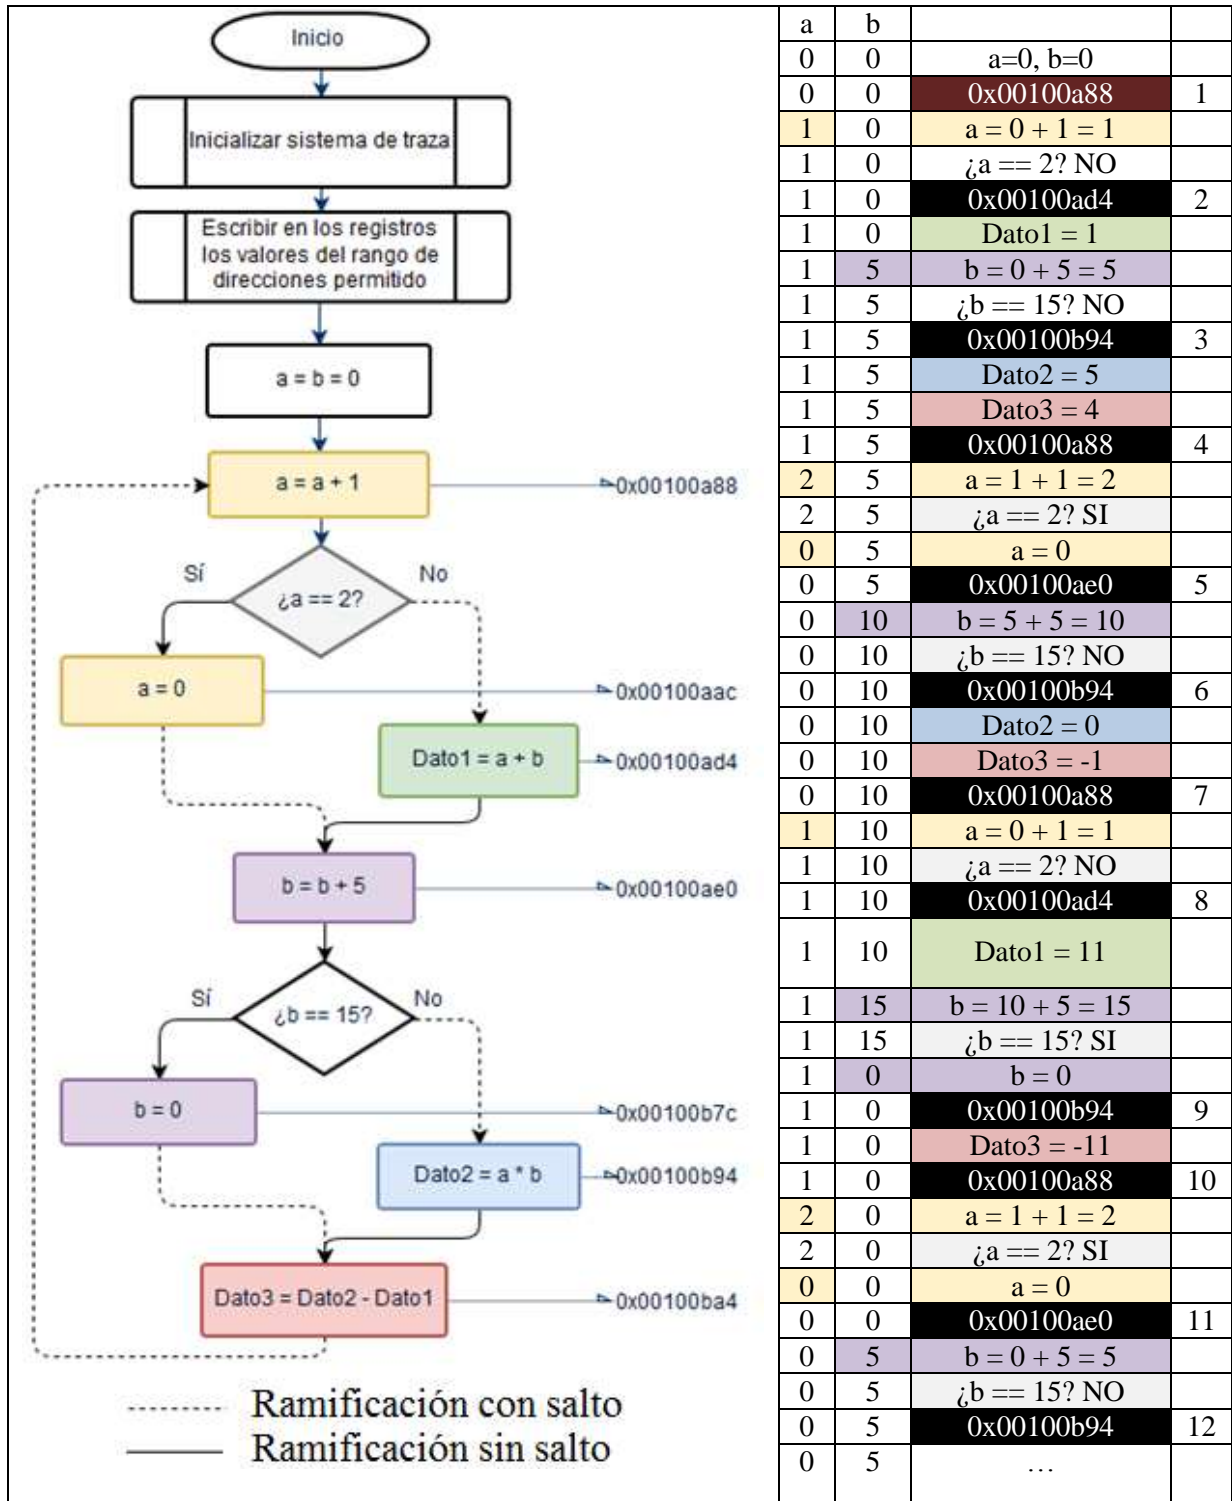 Inicio
Inicializar sistema de traza
Escribir en los registros
los valores del rango de
direcciones permitido
a = b = 0
a = a + 1
0x00100a88
Sí
No
¿a == 2?
a = 0
0x00100aac
Dato1 = a + b
0x00100ad4
b = b + 5
0x00100ae0
Sí
No
¿b == 15?
b = 0
0x00100b7c
Dato2 = a * b
0x00100b94
Dato3 = Dato2 - Dato1
0x00100ba4
Ramificación con salto
Ramificación sin salto
a b
0 0 a=0, b=0
0 0 0x00100a88 1
1 0 a = 0 + 1 = 1
1 0 ¿a == 2? NO
1 0 0x00100ad4 2
1 0 Dato1 = 1
1 5 b = 0 + 5 = 5
1 5 ¿b == 15? NO
1 5 0x00100b94 3
1 5 Dato2 = 5
1 5 Dato3 = 4
1 5 0x00100a88 4
2 5 a = 1 + 1 = 2
2 5 ¿a == 2? SI
0 5 a = 0
0 5 0x00100ae0 5
0 10 b = 5 + 5 = 10
0 10 ¿b == 15? NO
0 10 0x00100b94 6
0 10 Dato2 = 0
0 10 Dato3 = -1
0 10 0x00100a88 7
1 10 a = 0 + 1 = 1
1 10 ¿a == 2? NO
1 10 0x00100ad4 8
1 10 Dato1 = 11
1 15 b = 10 + 5 = 15
1 15 ¿b == 15? SI
1 0 b = 0
1 0 0x00100b94 9
1 0 Dato3 = -11
1 0 0x00100a88 10
2 0 a = 1 + 1 = 2
2 0 ¿a == 2? SI
0 0 a = 0
0 0 0x00100ae0 11
0 5 b = 0 + 5 = 5
0 5 ¿b == 15? NO
0 5 0x00100b94 12
0 5 …